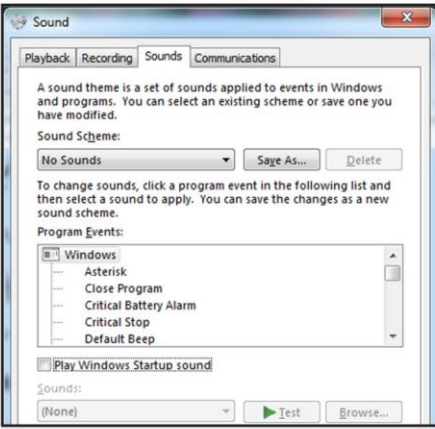 Sound
Playback Recording Sounds Communications
A sound theme is a set of sounds applied to events in Windows
and programs. You can select an existing scheme or save one you
have modified.
Sound Scheme:
No Sounds Save As... Delete
To change sounds, click a program event in the following list and
then select a sound to apply. You can save the changes as a new
sound scheme.
Program Events:
Windows
Asterisk
Close Program
Critical Battery Alarm
Critical Stop
Default Beep
Play Windows Startup sound
Sounds:
(None) Test Browse...